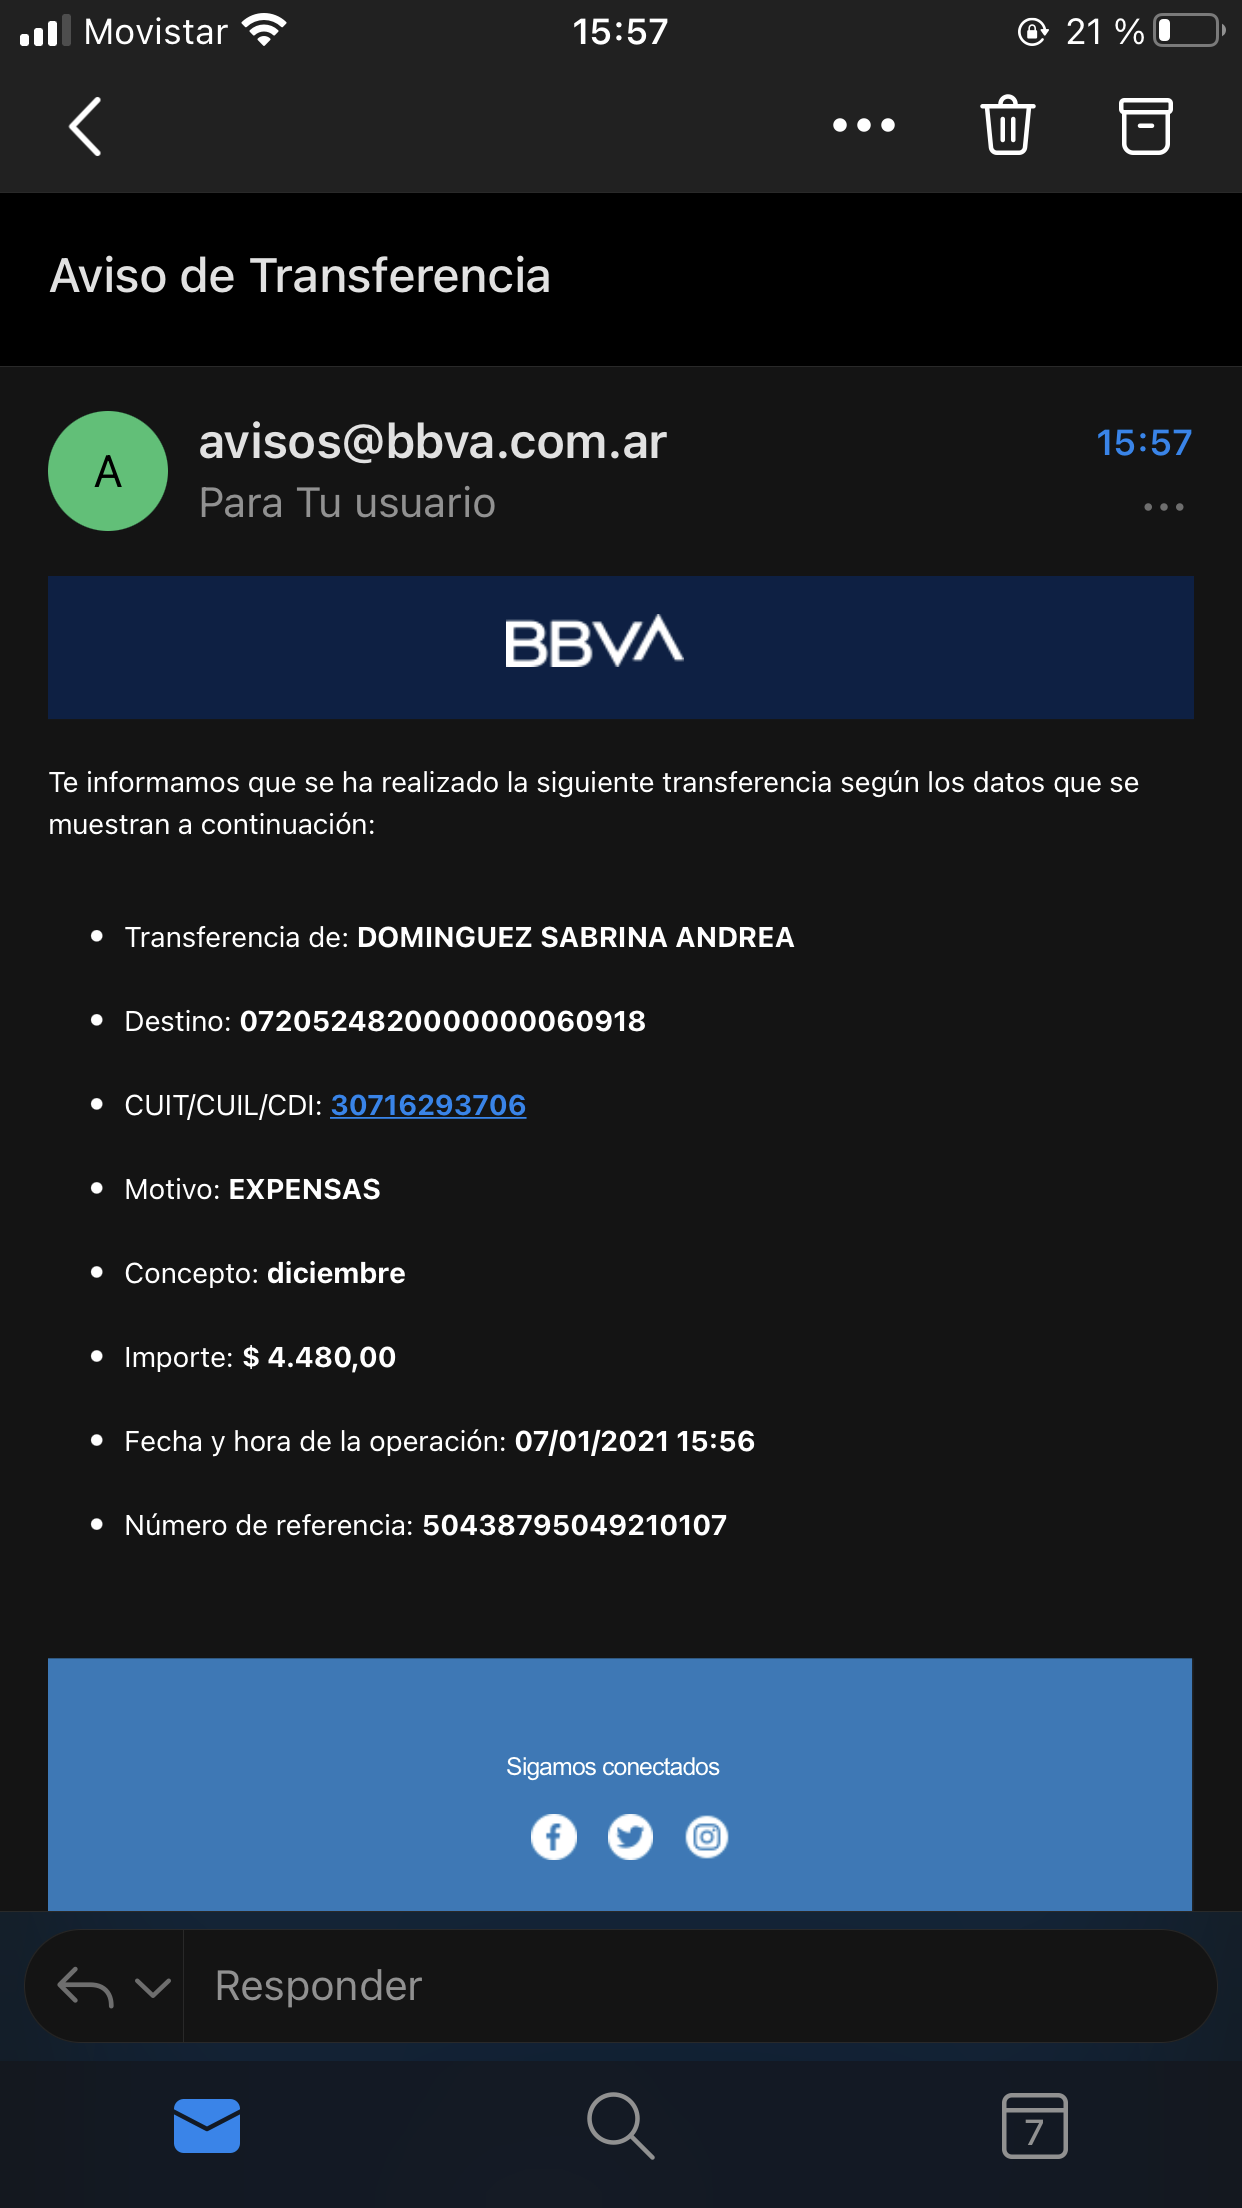 Movistar 15:57 21 %
Aviso de Transferencia
A
avisos@bbva.com.ar 15:57
Para Tu usuario
BBVA
Te informamos que se ha realizado la siguiente transferencia según los datos que se
muestran a continuación:
• Transferencia de: DOMINGUEZ SABRINA ANDREA
• Destino: 0720524820000000060918
• CUIT/CUIL/CDI: 30716293706
• Motivo: EXPENSAS
• Concepto: diciembre
• Importe: $ 4.480,00
• Fecha y hora de la operación: 07/01/2021 15:56
• Número de referencia: 50438795049210107
Sigamos conectados
Responder
7